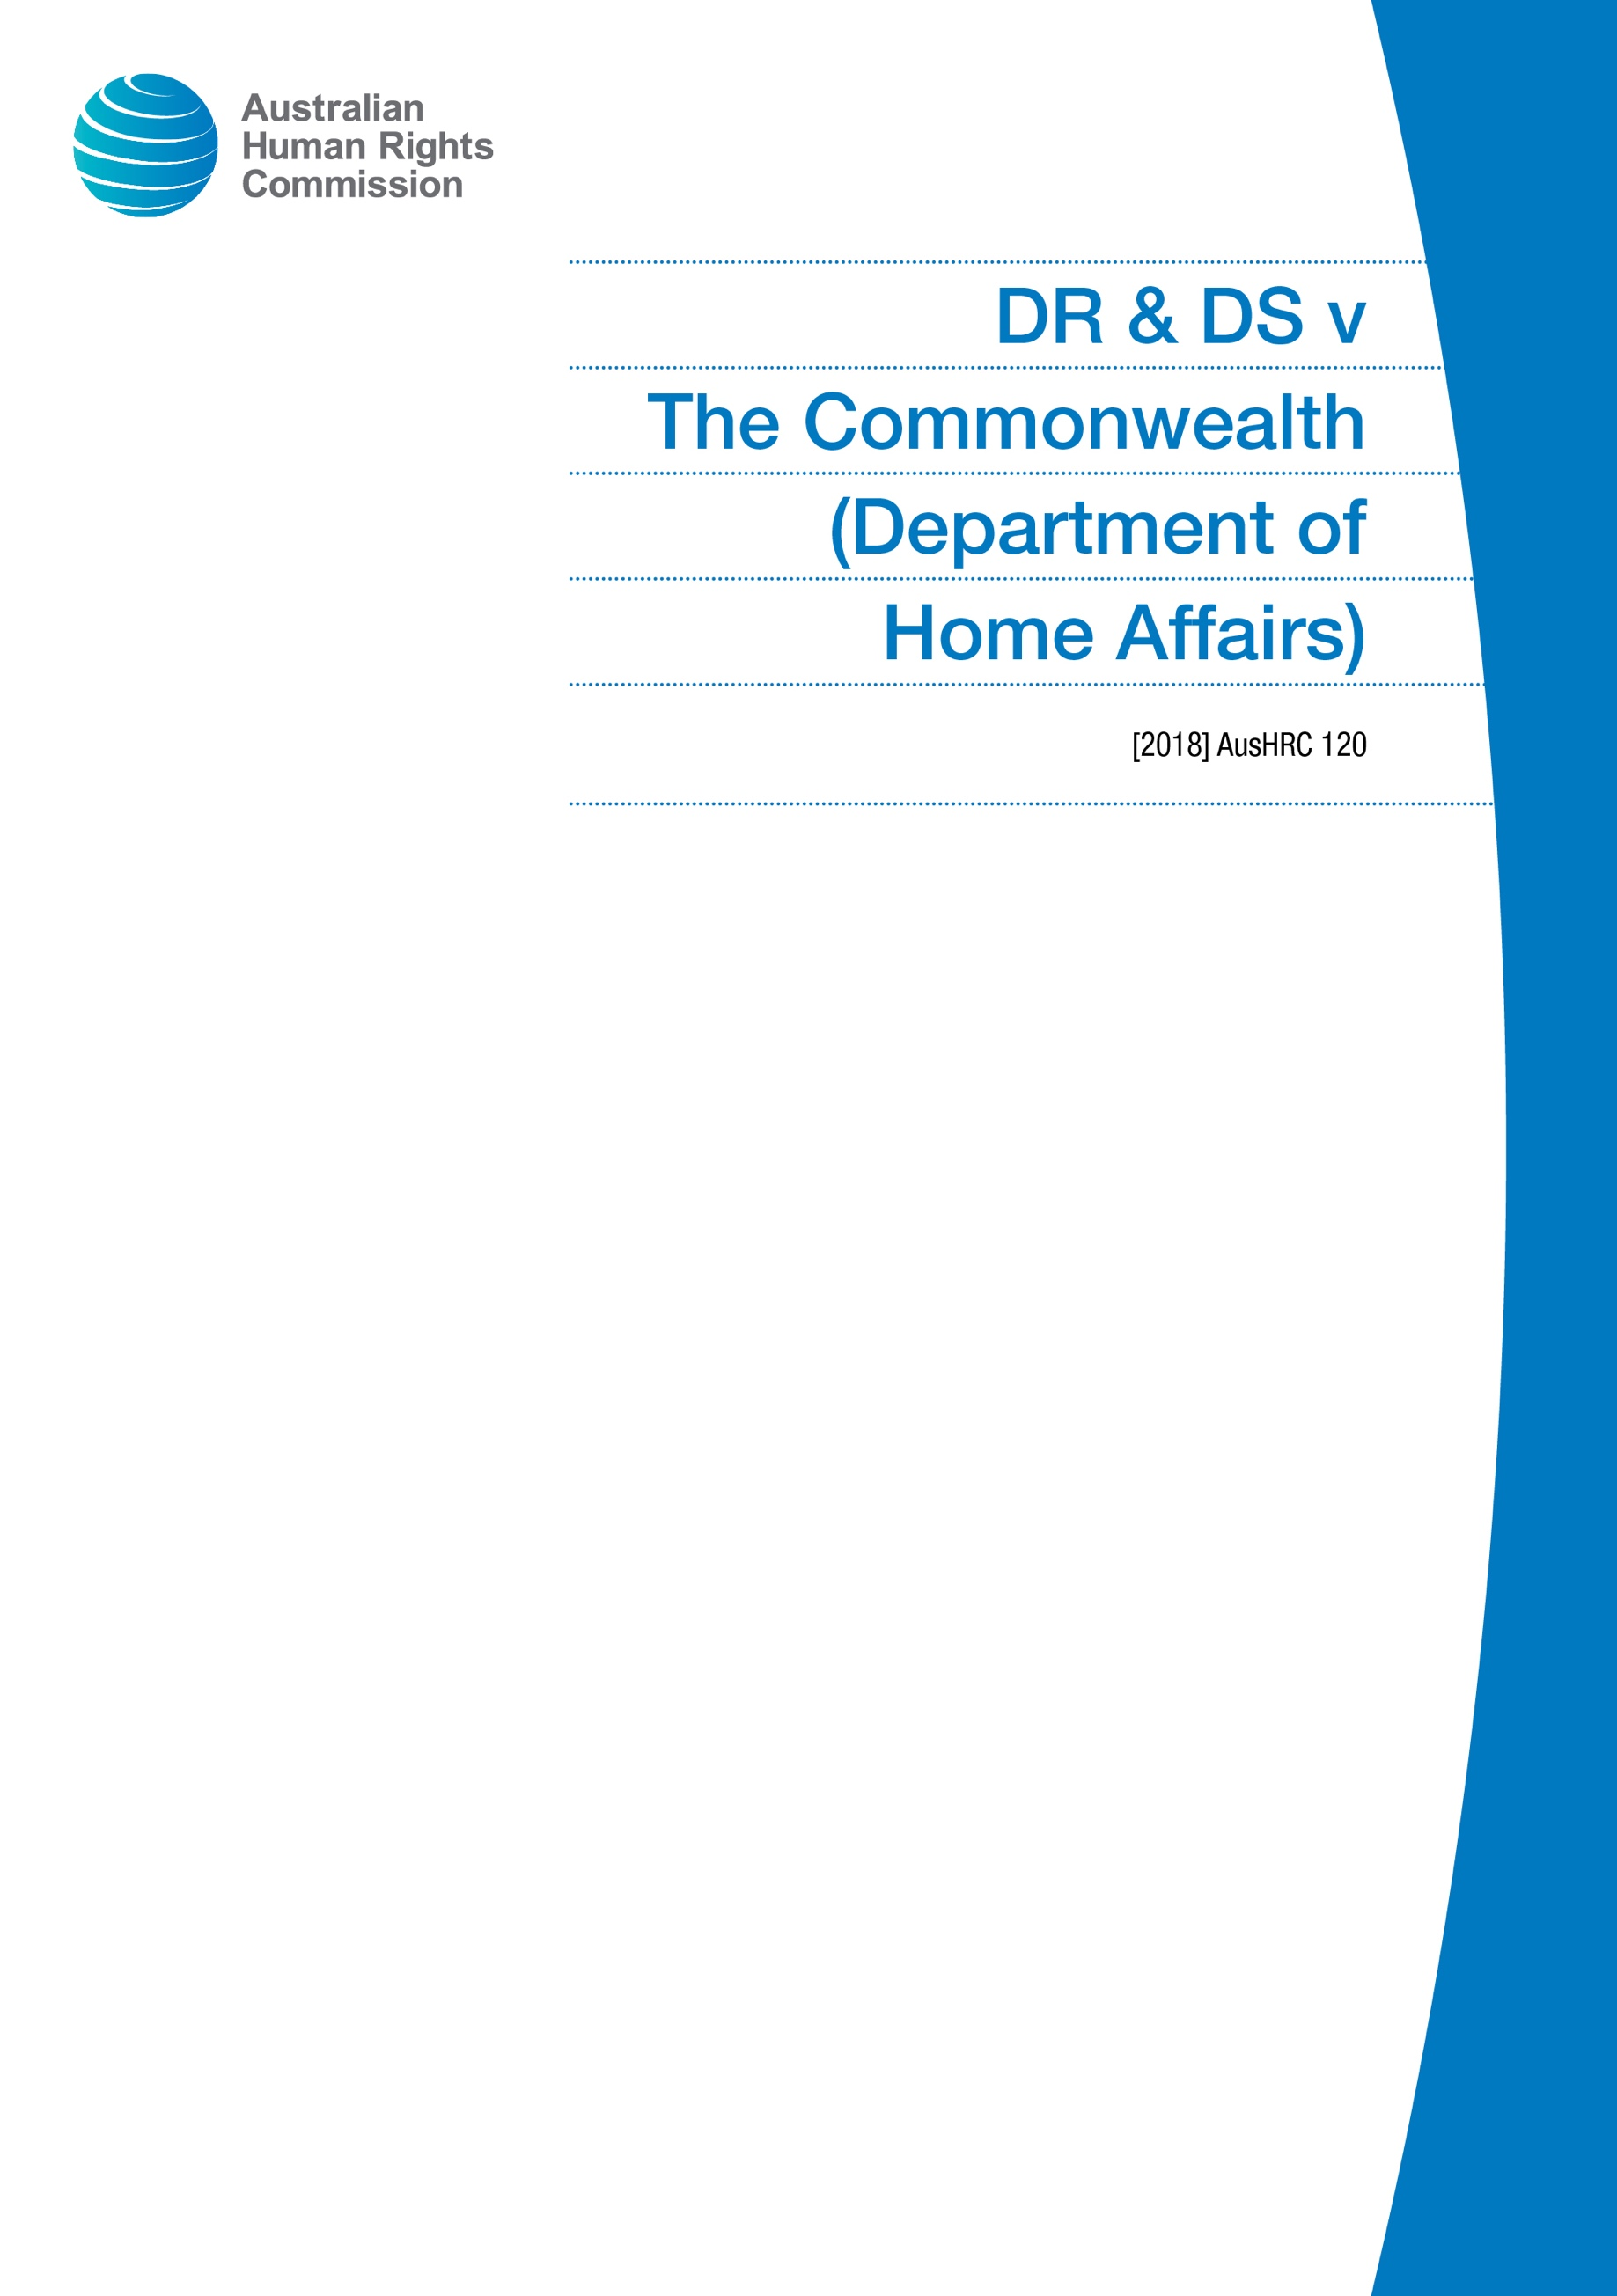 Australian
Human Rights
Commission
DR & DS v
The Commonwealth
(Department of
Home Affairs)
[2018] AusHRC 120